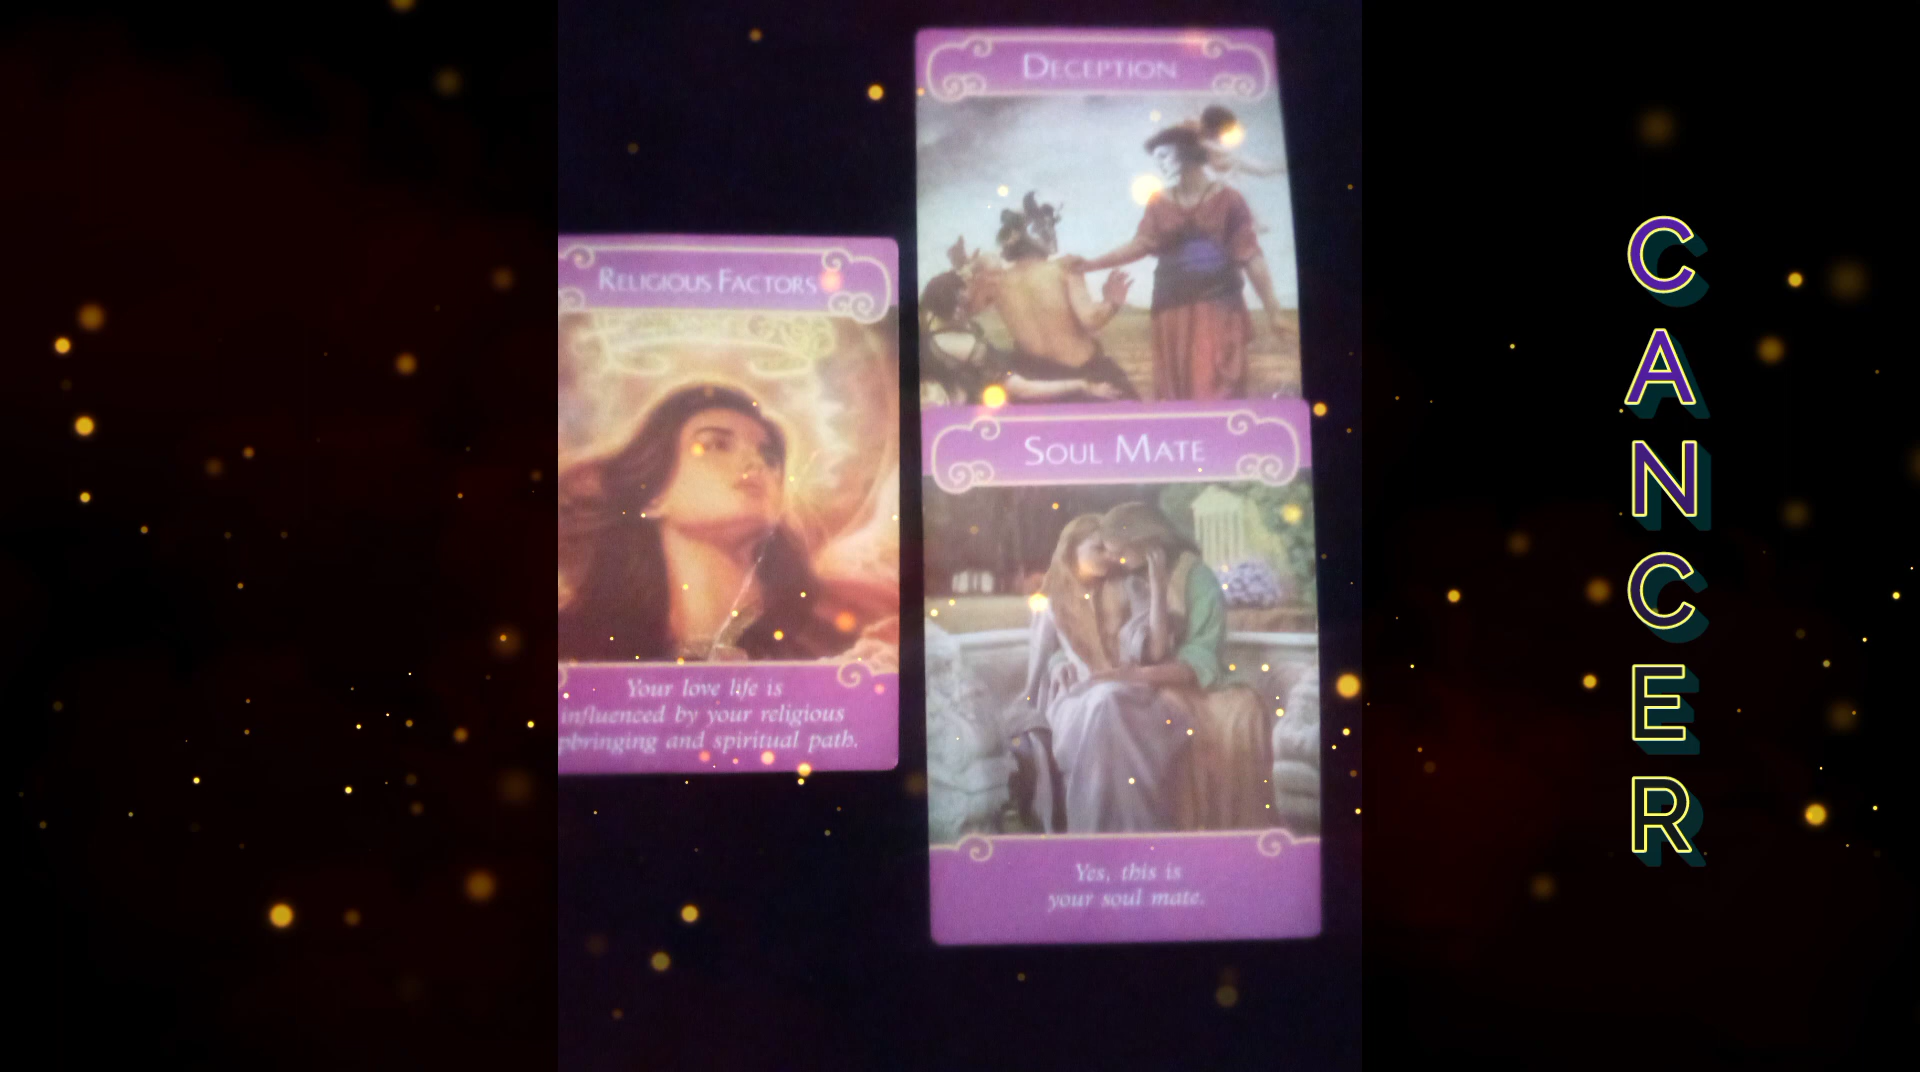 DECEPTION
RELIGIOUS FACTORS
Your love life is
influenced by your religious
pbringing and spiritual path.
SOUL MATE
Yes, this is
your soul mate.
CANCER